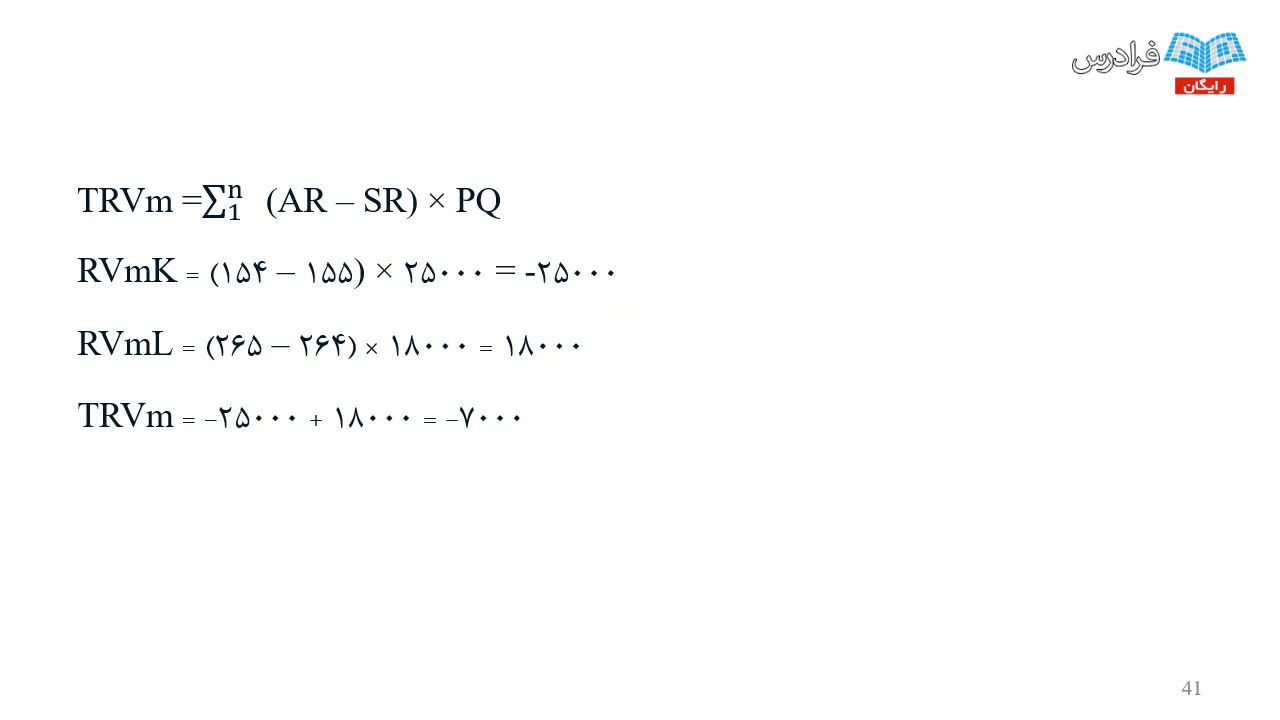 فرادرس
رایگان
TRVm =∑₁ⁿ (AR – SR) × PQ
RVmK = (۱۵۴ – ۱۵۵) × ۲۵۰۰۰ = -۲۵۰۰۰
RVmL = (۲۶۵ – ۲۶۴) × ۱۸۰۰۰ = ۱۸۰۰۰
TRVm = –۲۵۰۰۰ + ۱۸۰۰۰ = –۷۰۰۰
41